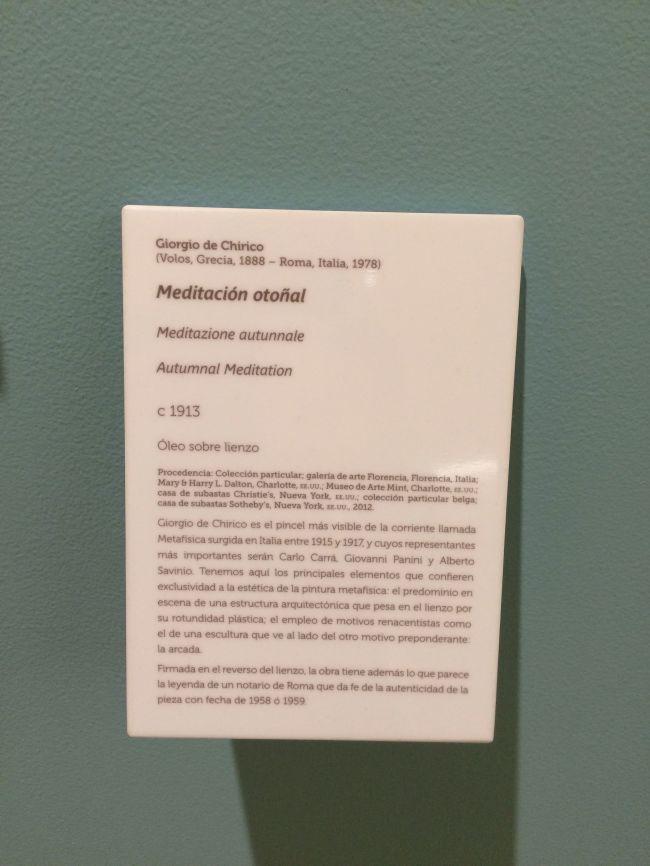 Giorgio de Chirico
(Volos, Grecia, 1888 – Roma, Italia, 1978)
Meditación otoñal
Meditazione autunnale
Autumnal Meditation
c 1913
Óleo sobre lienzo
Procedencia: Colección particular; galería de arte Florencia, Florencia, Italia;
Mary & Harry L. Dalton, Charlotte, EE.UU.; Museo de Arte Mint, Charlotte, EE.UU.;
casa de subastas Christie's, Nueva York, EE.UU.; colección particular belga;
casa de subastas Sotheby's, Nueva York, EE.UU., 2012.
Giorgio de Chirico es el pincel más visible de la corriente llamada
Metafísica surgida en Italia entre 1915 y 1917, y cuyos representantes
más importantes serán Carlo Carrá, Giovanni Panini y Alberto
Savinio. Tenemos aquí los principales elementos que confieren
exclusividad a la estética de la pintura metafísica: el predominio en
escena de una estructura arquitectónica que pesa en el lienzo por
su rotundidad plástica; el empleo de motivos renacentistas como
el de una escultura que ve al lado del otro motivo preponderante:
la arcada.
Firmada en el reverso del lienzo, la obra tiene además lo que parece
la leyenda de un notario de Roma que da fe de la autenticidad de la
pieza con fecha de 1958 ó 1959.